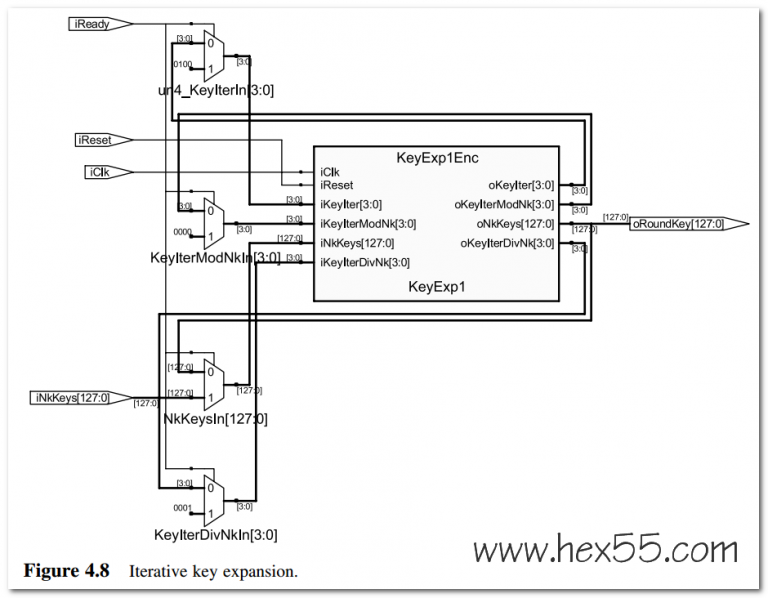 iReady
[3:0]
0
0100
1
[3:0]
un4_KeyIterIn[3:0]
iReset
iClk
KeyExp1Enc
iClk
iReset
iKeyIter[3:0]
iKeyIterModNk[3:0]
iNkKeys[127:0]
iKeyIterDivNk[3:0]
oKeyIter[3:0]
oKeyIterModNk[3:0]
oNkKeys[127:0]
oKeyIterDivNk[3:0]
KeyExp1
[3:0]
[3:0]
[127:0]
[3:0]
[3:0]
[3:0]
[127:0]
[3:0]
[127:0]
oRoundKey[127:0]
[3:0]
0
0000
1
[3:0]
KeyIterModNkIn[3:0]
iNkKeys[127:0]
[127:0]
[127:0]
0
[127:0]
1
[127:0]
NkKeysIn[127:0]
[3:0]
0
0001
1
[3:0]
KeyIterDivNkIn[3:0]
www.hex55.com
Figure 4.8 Iterative key expansion.